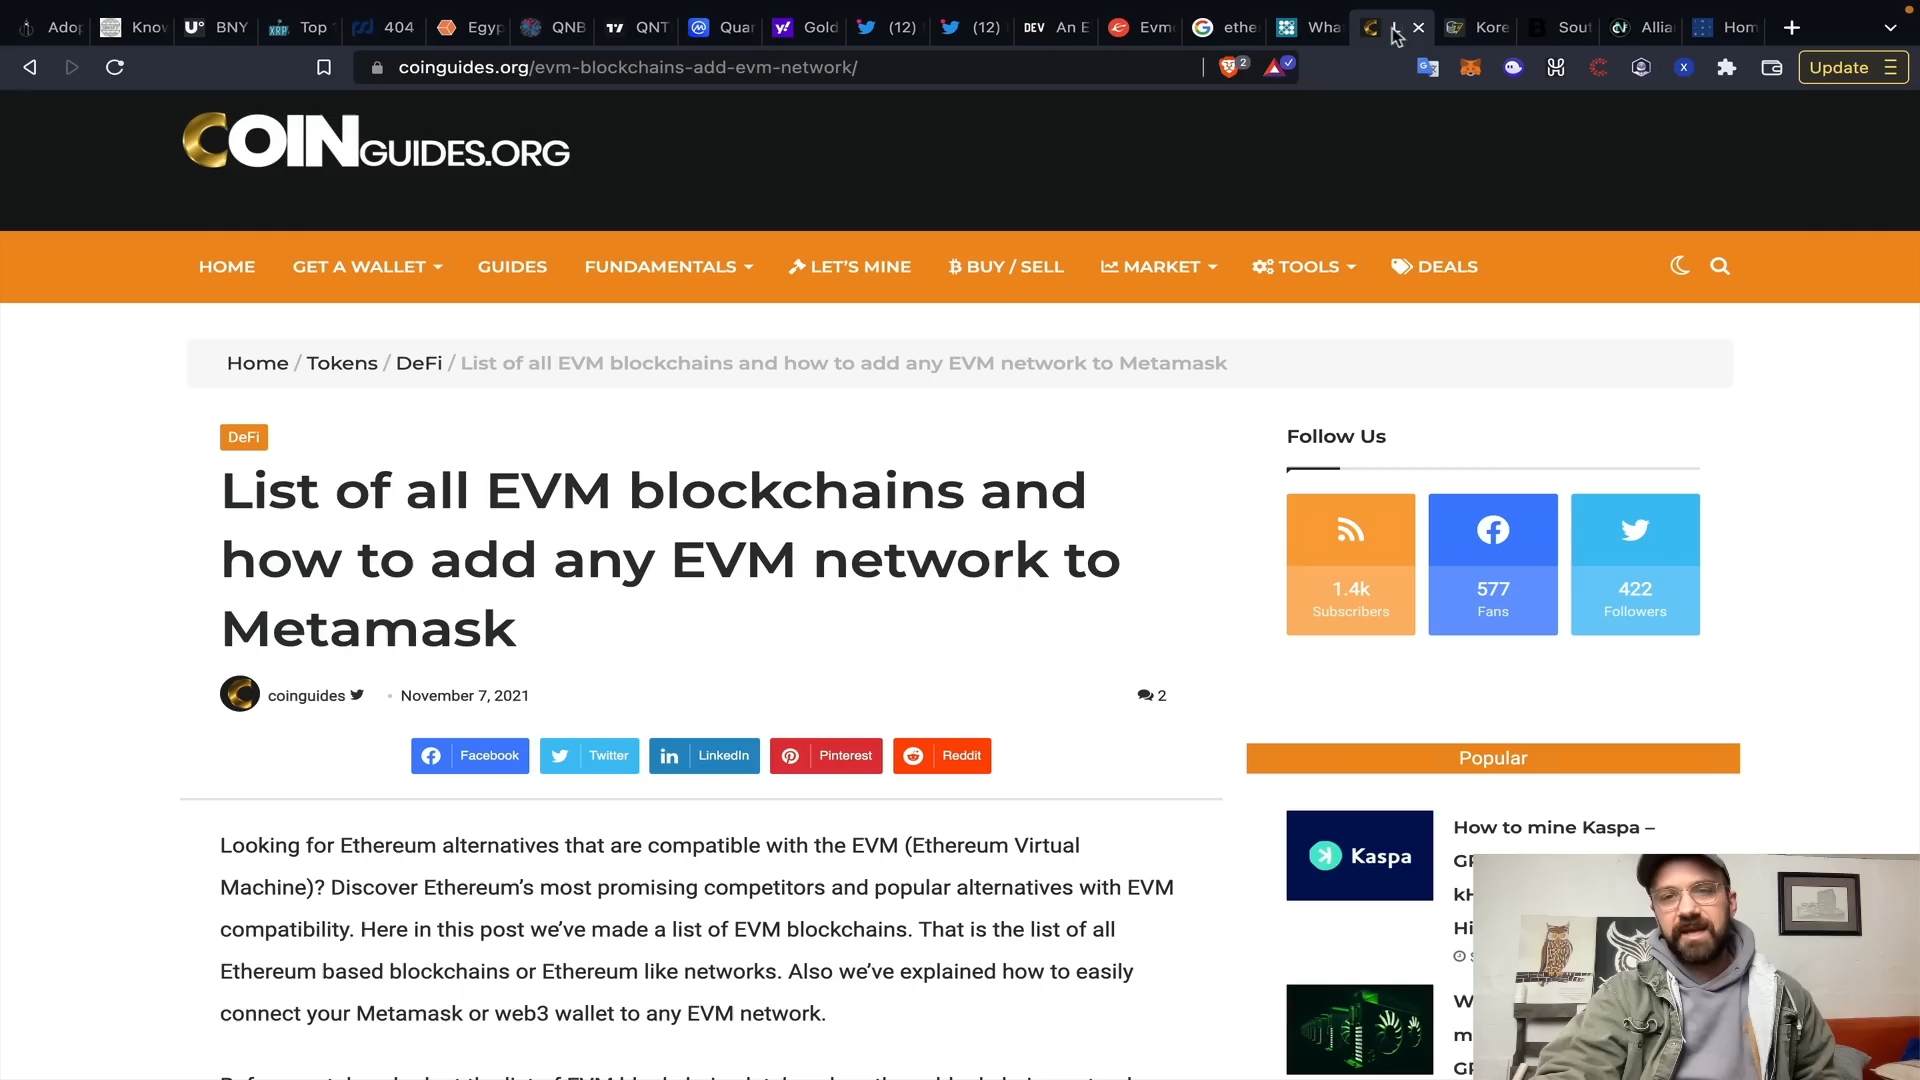 Adop
Know
BNY
Top
404
Egyp
QNB
QNT
Quar
Gold
(12)
(12)
DEV An E
Evmo
ethe
Wha
Kore
Sout
Allia
Hom
coinguides.org/evm-blockchains-add-evm-network/
2
Update
COINGUIDES.ORG
HOME GET A WALLET GUIDES FUNDAMENTALS LET'S MINE BUY / SELL MARKET TOOLS DEALS
Home / Tokens / DeFi / List of all EVM blockchains and how to add any EVM network to Metamask
DeFi
List of all EVM blockchains and
how to add any EVM network to
Metamask
coinguides • November 7, 2021 2
Facebook Twitter LinkedIn Pinterest Reddit
Looking for Ethereum alternatives that are compatible with the EVM (Ethereum Virtual
Machine)? Discover Ethereum's most promising competitors and popular alternatives with EVM
compatibility. Here in this post we've made a list of EVM blockchains. That is the list of all
Ethereum based blockchains or Ethereum like networks. Also we've explained how to easily
connect your Metamask or web3 wallet to any EVM network.
Follow Us
1.4k
Subscribers
577
Fans
422
Followers
Popular
Kaspa
How to mine Kaspa –